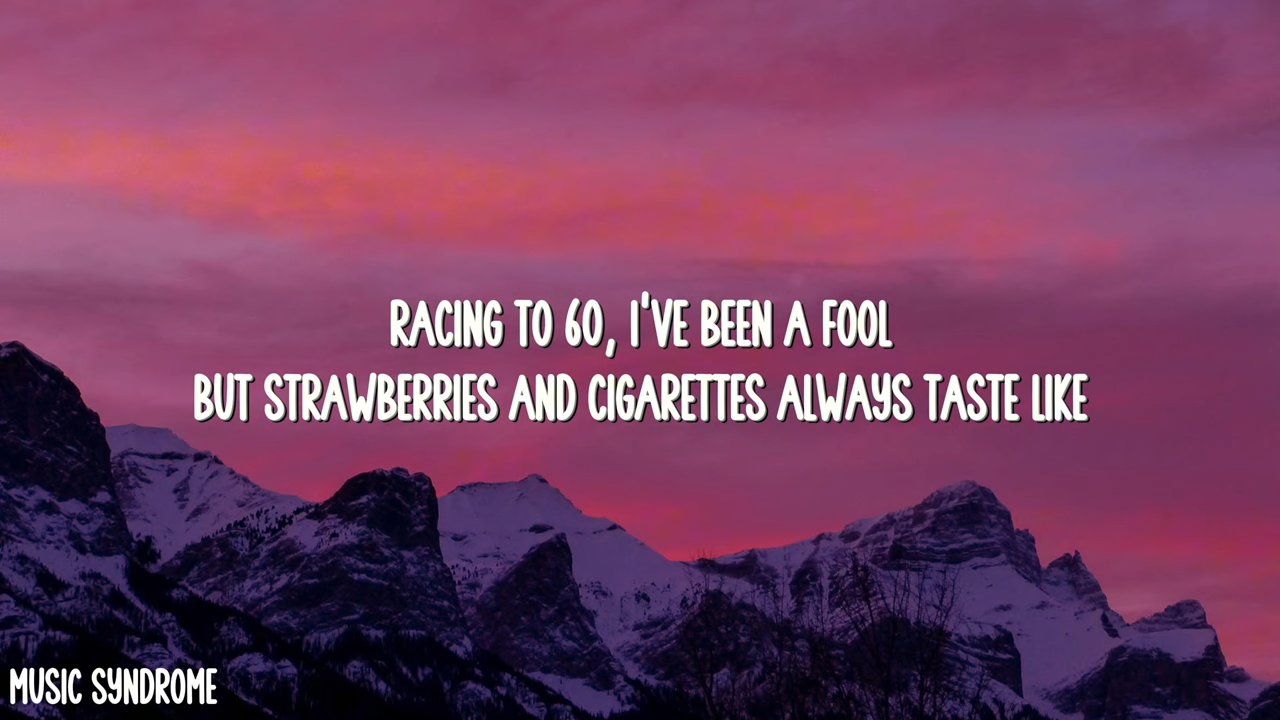 RACING TO 60, I'VE BEEN A FOOL
BUT STRAWBERRIES AND CIGARETTES ALWAYS TASTE LIKE
MUSIC SYNDROME